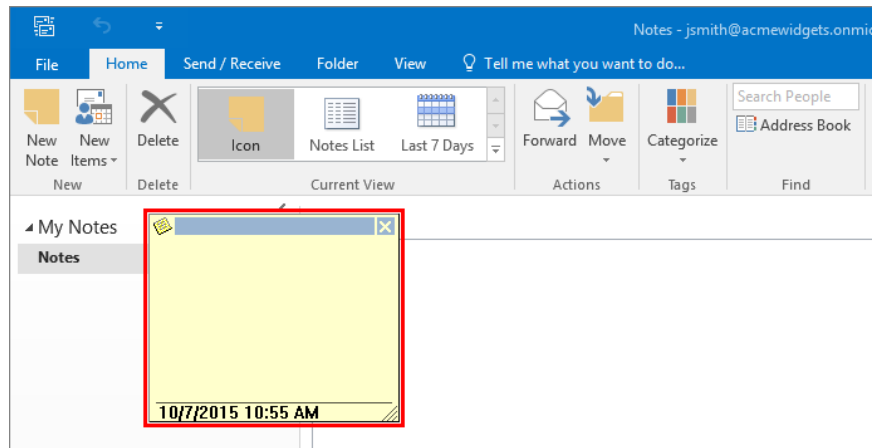 Notes - jsmith@acmewidgets.onmic
File Home Send / Receive Folder View Tell me what you want to do...
New Note
New Items
Delete
Icon
Notes List
Last 7 Days
Forward
Move
Categorize
Search People
Address Book
New Delete Current View Actions Tags Find
My Notes
Notes
10/7/2015 10:55 AM